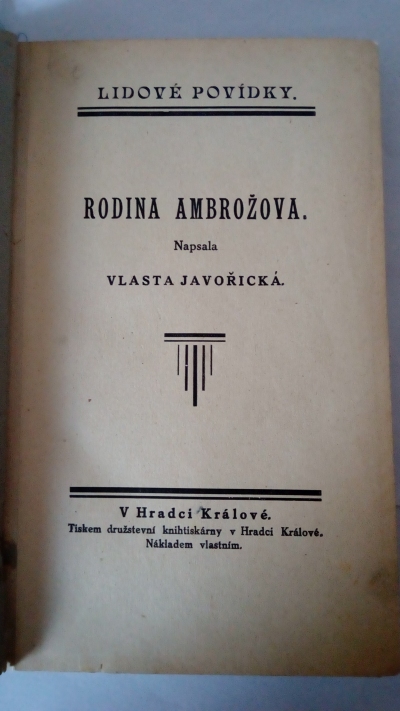 LIDOVÉ POVÍDKY.
RODINA AMBROŽOVA.
Napsala
VLASTA JAVOŘICKÁ.
V Hradci Králové.
Tiskem družstevní knihtiskárny v Hradci Králové.
Nákladem vlastním.